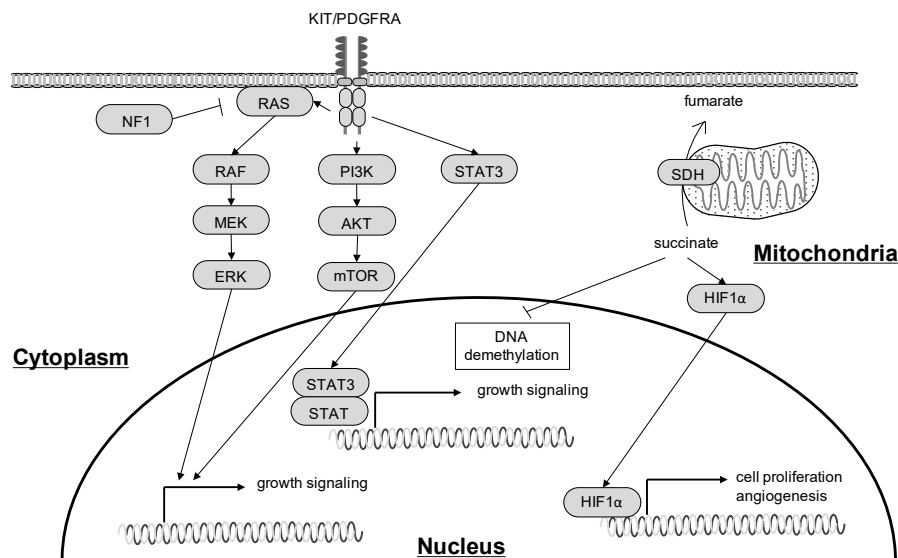 KIT/PDGFRA
RAS
NF1
fumarate
RAF
PI3K
STAT3
SDH
MEK
AKT
succinate
Mitochondria
ERK
mTOR
HIF1α
DNA
demethylation
Cytoplasm
STAT3
STAT
growth signaling
growth signaling
HIF1α
cell proliferation
angiogenesis
Nucleus